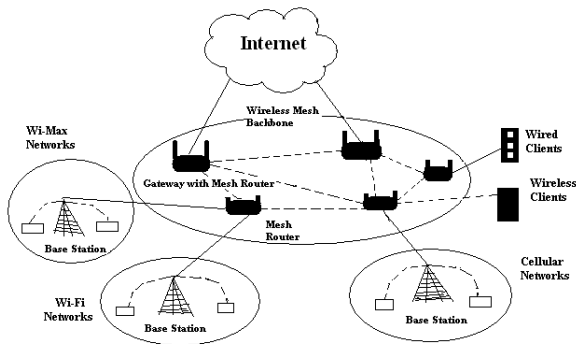 Internet
Wireless Mesh
Backbone
Wi-Max
Networks
Wired
Clients
Gateway with Mesh Router
Wireless
Clients
Mesh
Router
Base Station
Cellular
Networks
Wi-Fi
Networks
Base Station
Base Station